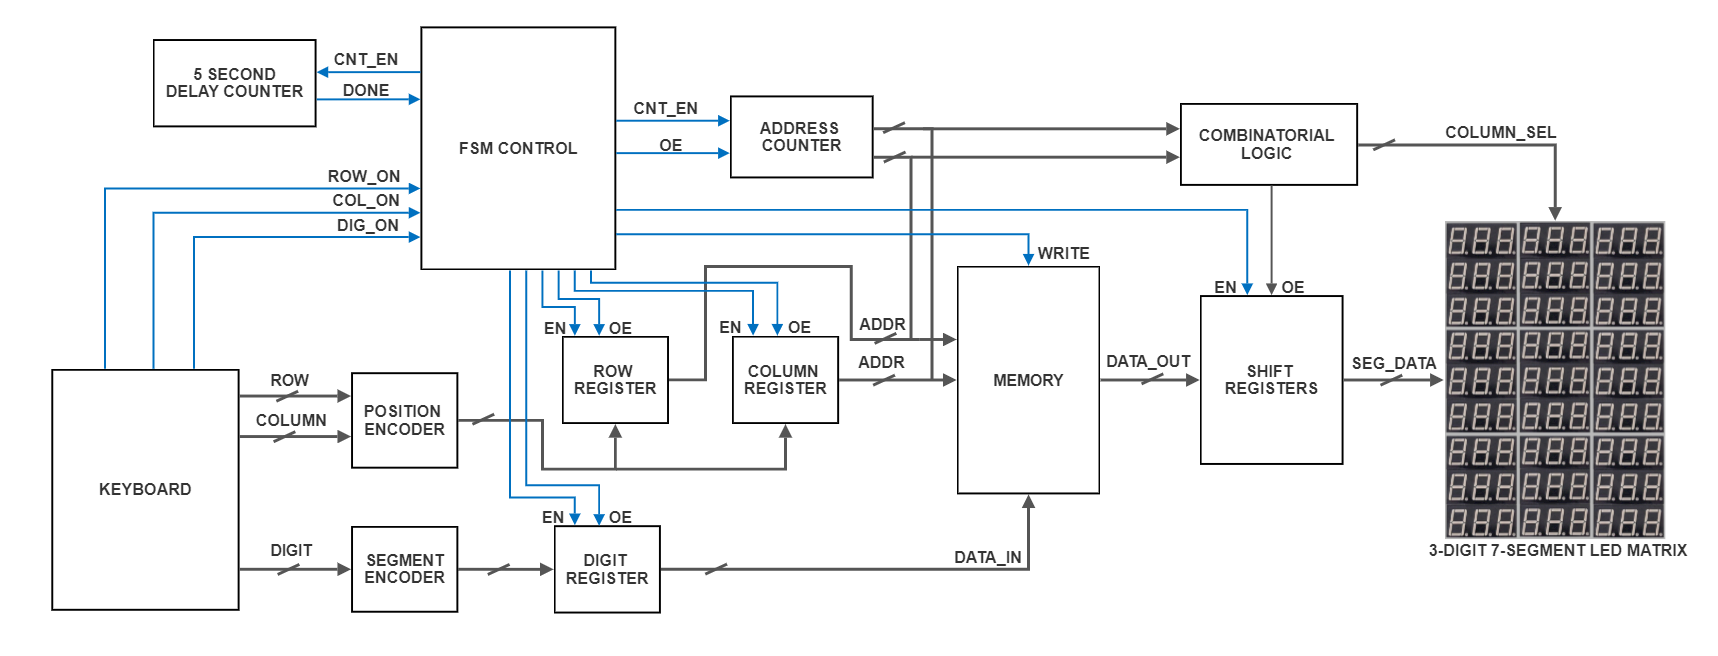 5 SECOND
DELAY COUNTER
CNT_EN
DONE
FSM CONTROL
CNT_EN
OE
ADDRESS
COUNTER
COMBINATORIAL
LOGIC
COLUMN_SEL
ROW_ON
COL_ON
DIG_ON
WRITE
EN
OE
EN
OE
EN
OE
ADDR
ADDR
ROW
REGISTER
COLUMN
REGISTER
MEMORY
DATA_OUT
SHIFT
REGISTERS
SEG_DATA
ROW
COLUMN
POSITION
ENCODER
KEYBOARD
EN
OE
DIGIT
SEGMENT
ENCODER
DIGIT
REGISTER
DATA_IN
3-DIGIT 7-SEGMENT LED MATRIX